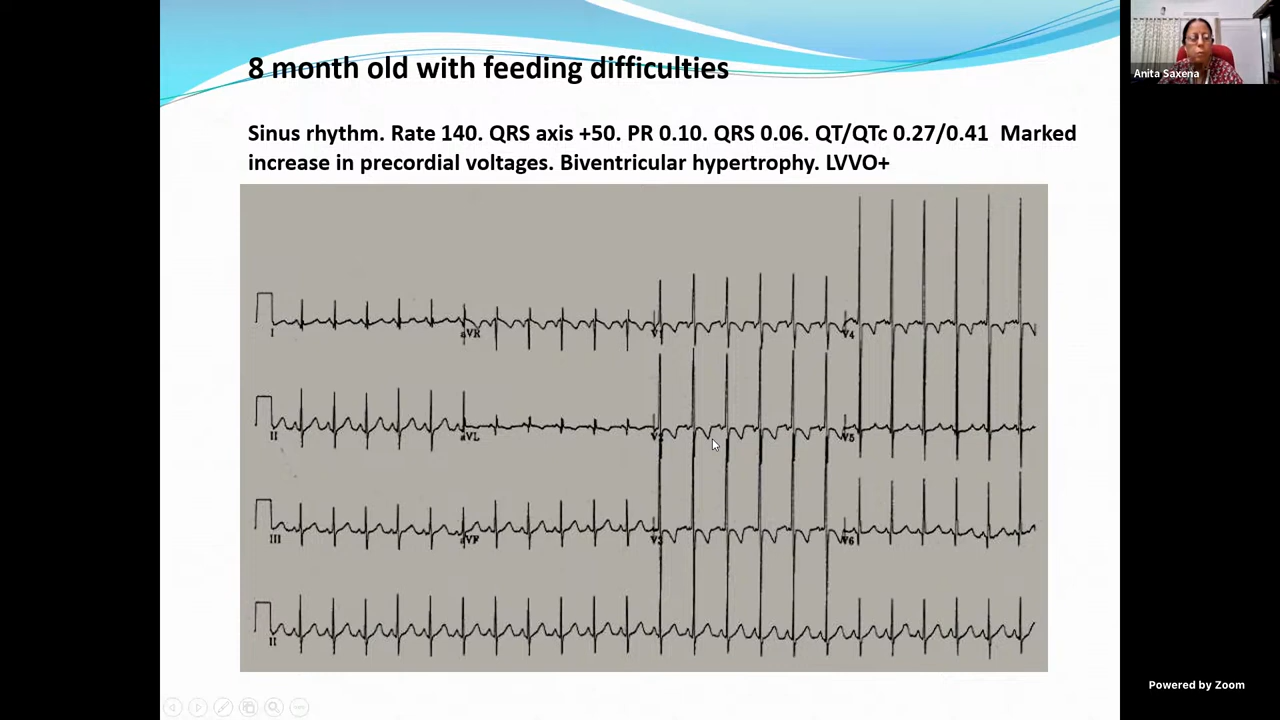 8 month old with feeding difficulties
Anita Saxena
Sinus rhythm. Rate 140. QRS axis +50. PR 0.10. QRS 0.06. QT/QTc 0.27/0.41 Marked
increase in precordial voltages. Biventricular hypertrophy. LVVO+
I aVR V1 V4
II aVL V2 V5
III aVF V3 V6
II
Powered by Zoom